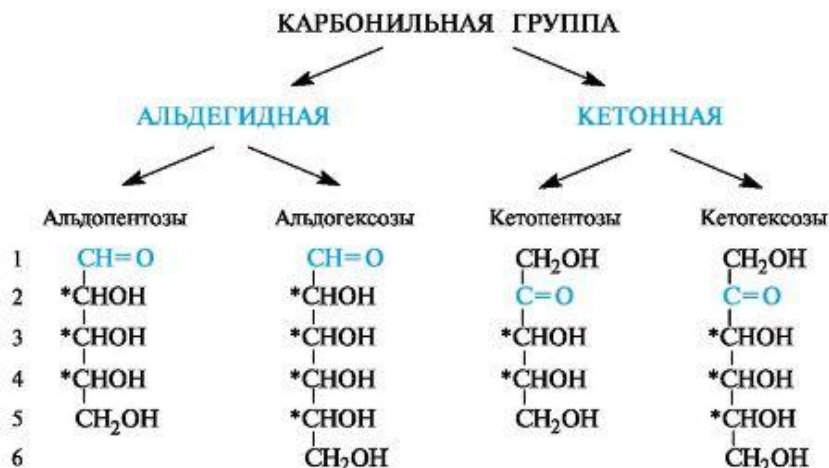 КАРБОНИЛЬНАЯ ГРУППА
АЛЬДЕГИДНАЯ КЕТОННАЯ
Альдопентозы Альдогексозы Кетопентозы Кетогексозы
1 CH=O CH=O CH₂OH CH₂OH
2 *CHOH *CHOH C=O C=O
3 *CHOH *CHOH *CHOH *CHOH
4 *CHOH *CHOH *CHOH *CHOH
5 CH₂OH *CHOH CH₂OH *CHOH
6 CH₂OH CH₂OH